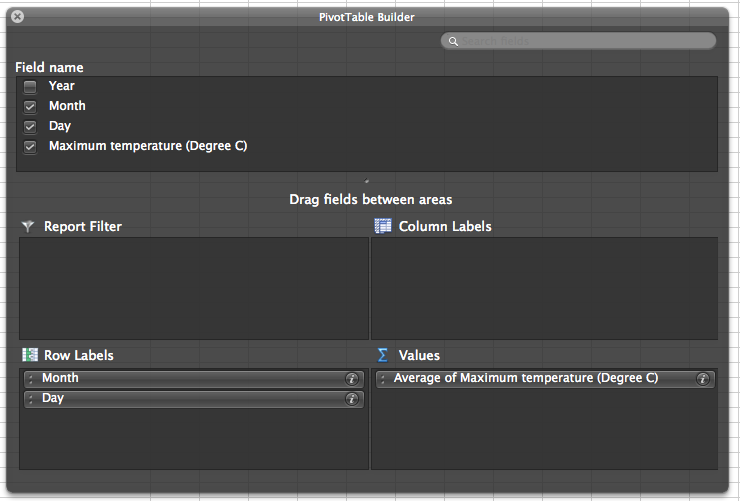 PivotTable Builder
Search fields
Field name
Year
Month
Day
Maximum temperature (Degree C)
Drag fields between areas
Report Filter
Column Labels
Row Labels
Values
Month
Average of Maximum temperature (Degree C)
Day